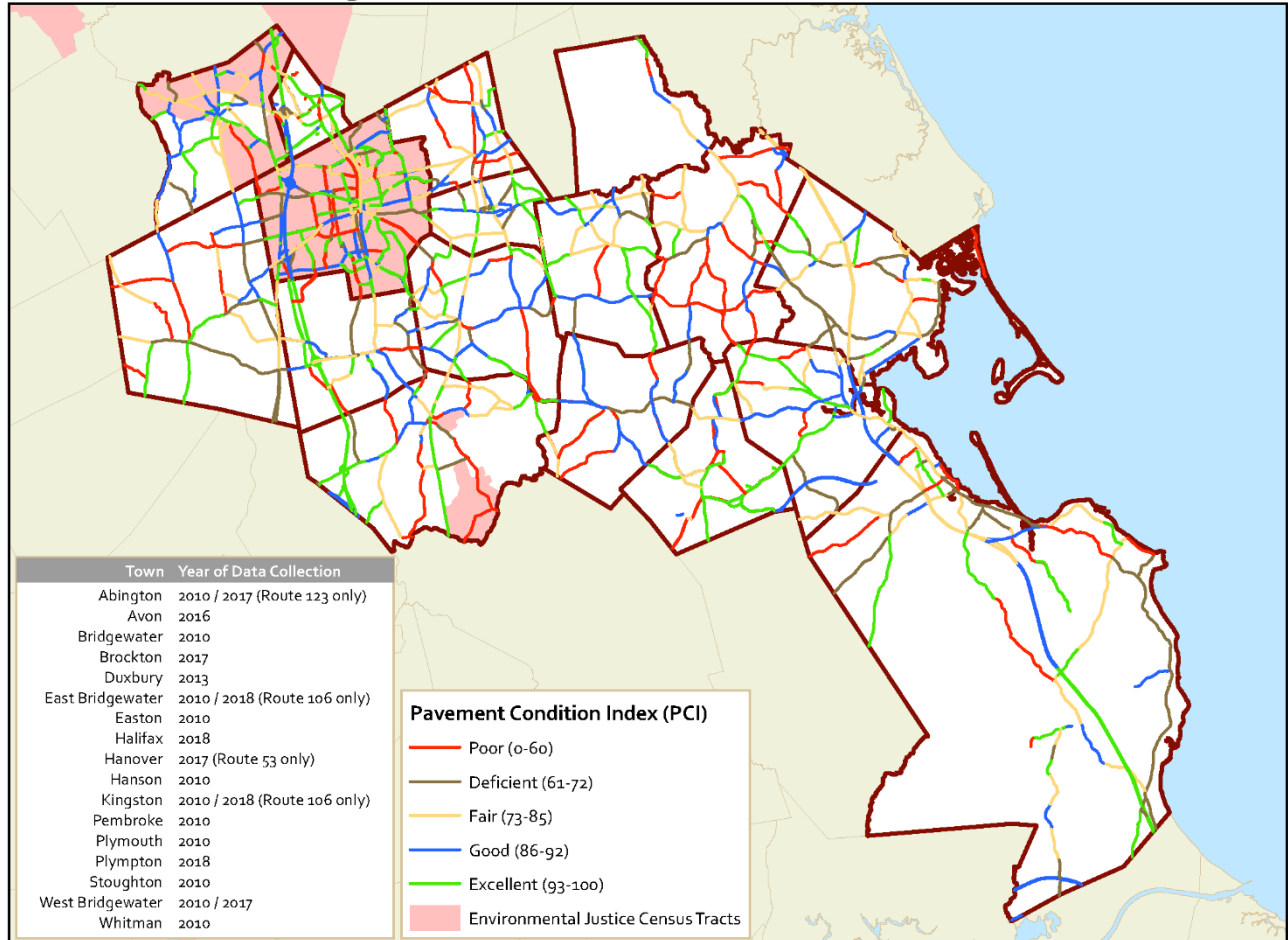 Town Year of Data Collection
Abington 2010 / 2017 (Route 123 only)
Avon 2016
Bridgewater 2010
Brockton 2017
Duxbury 2013
East Bridgewater 2010 / 2018 (Route 106 only)
Easton 2010
Halifax 2018
Hanover 2017 (Route 53 only)
Hanson 2010
Kingston 2010 / 2018 (Route 106 only)
Pembroke 2010
Plymouth 2010
Plympton 2018
Stoughton 2010
West Bridgewater 2010 / 2017
Whitman 2010
Pavement Condition Index (PCI)
Poor (0-60)
Deficient (61-72)
Fair (73-85)
Good (86-92)
Excellent (93-100)
Environmental Justice Census Tracts